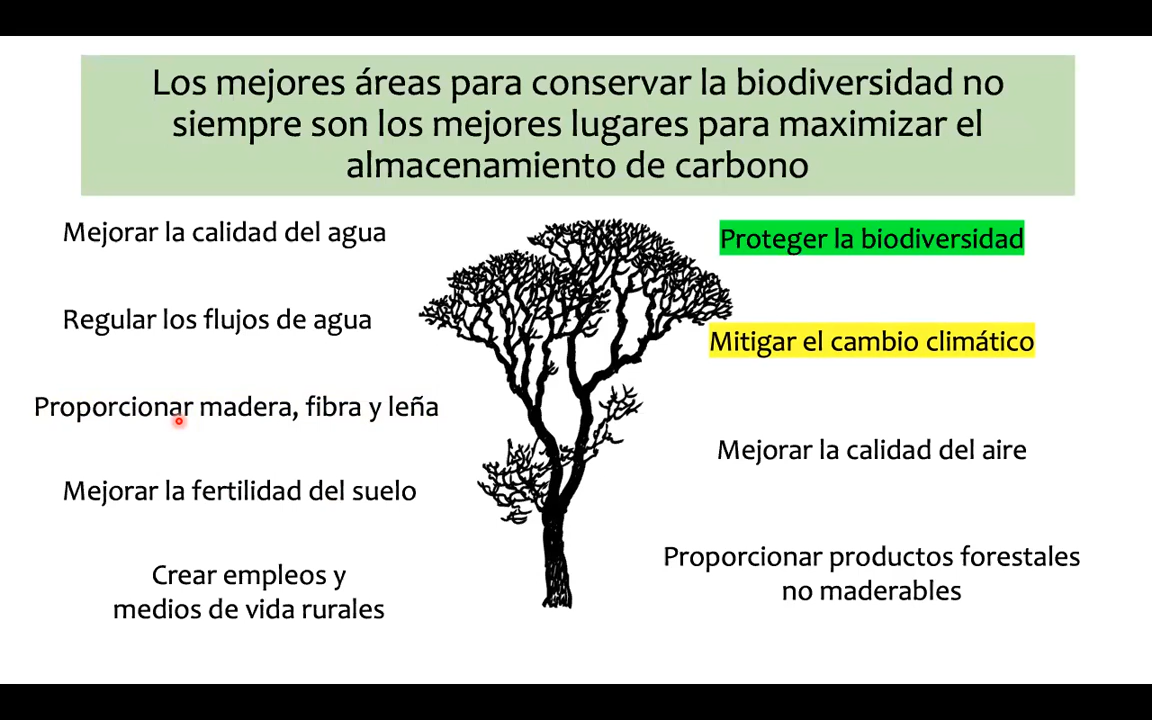 Los mejores áreas para conservar la biodiversidad no
siempre son los mejores lugares para maximizar el
almacenamiento de carbono
Mejorar la calidad del agua
Regular los flujos de agua
Proporcionar madera, fibra y leña
Mejorar la fertilidad del suelo
Crear empleos y
medios de vida rurales
Proteger la biodiversidad
Mitigar el cambio climático
Mejorar la calidad del aire
Proporcionar productos forestales
no maderables